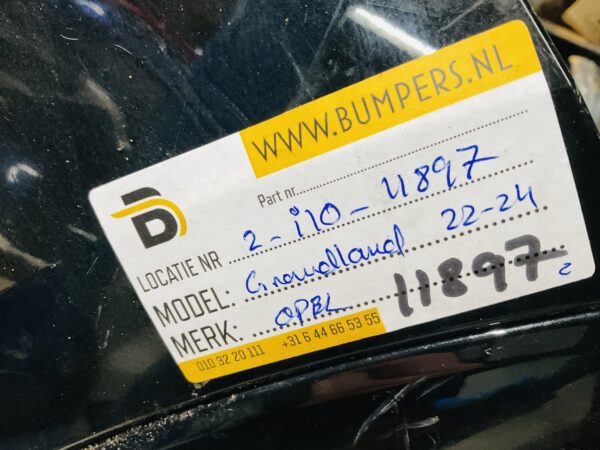 WWW.BUMPERS.NL
B
Part nr.
LOCATIE NR 2-i10-11897
MODEL: Grandland 22-24
MERK. OPEL 11897
010 32 20 111 +31 6 44 66 53 55